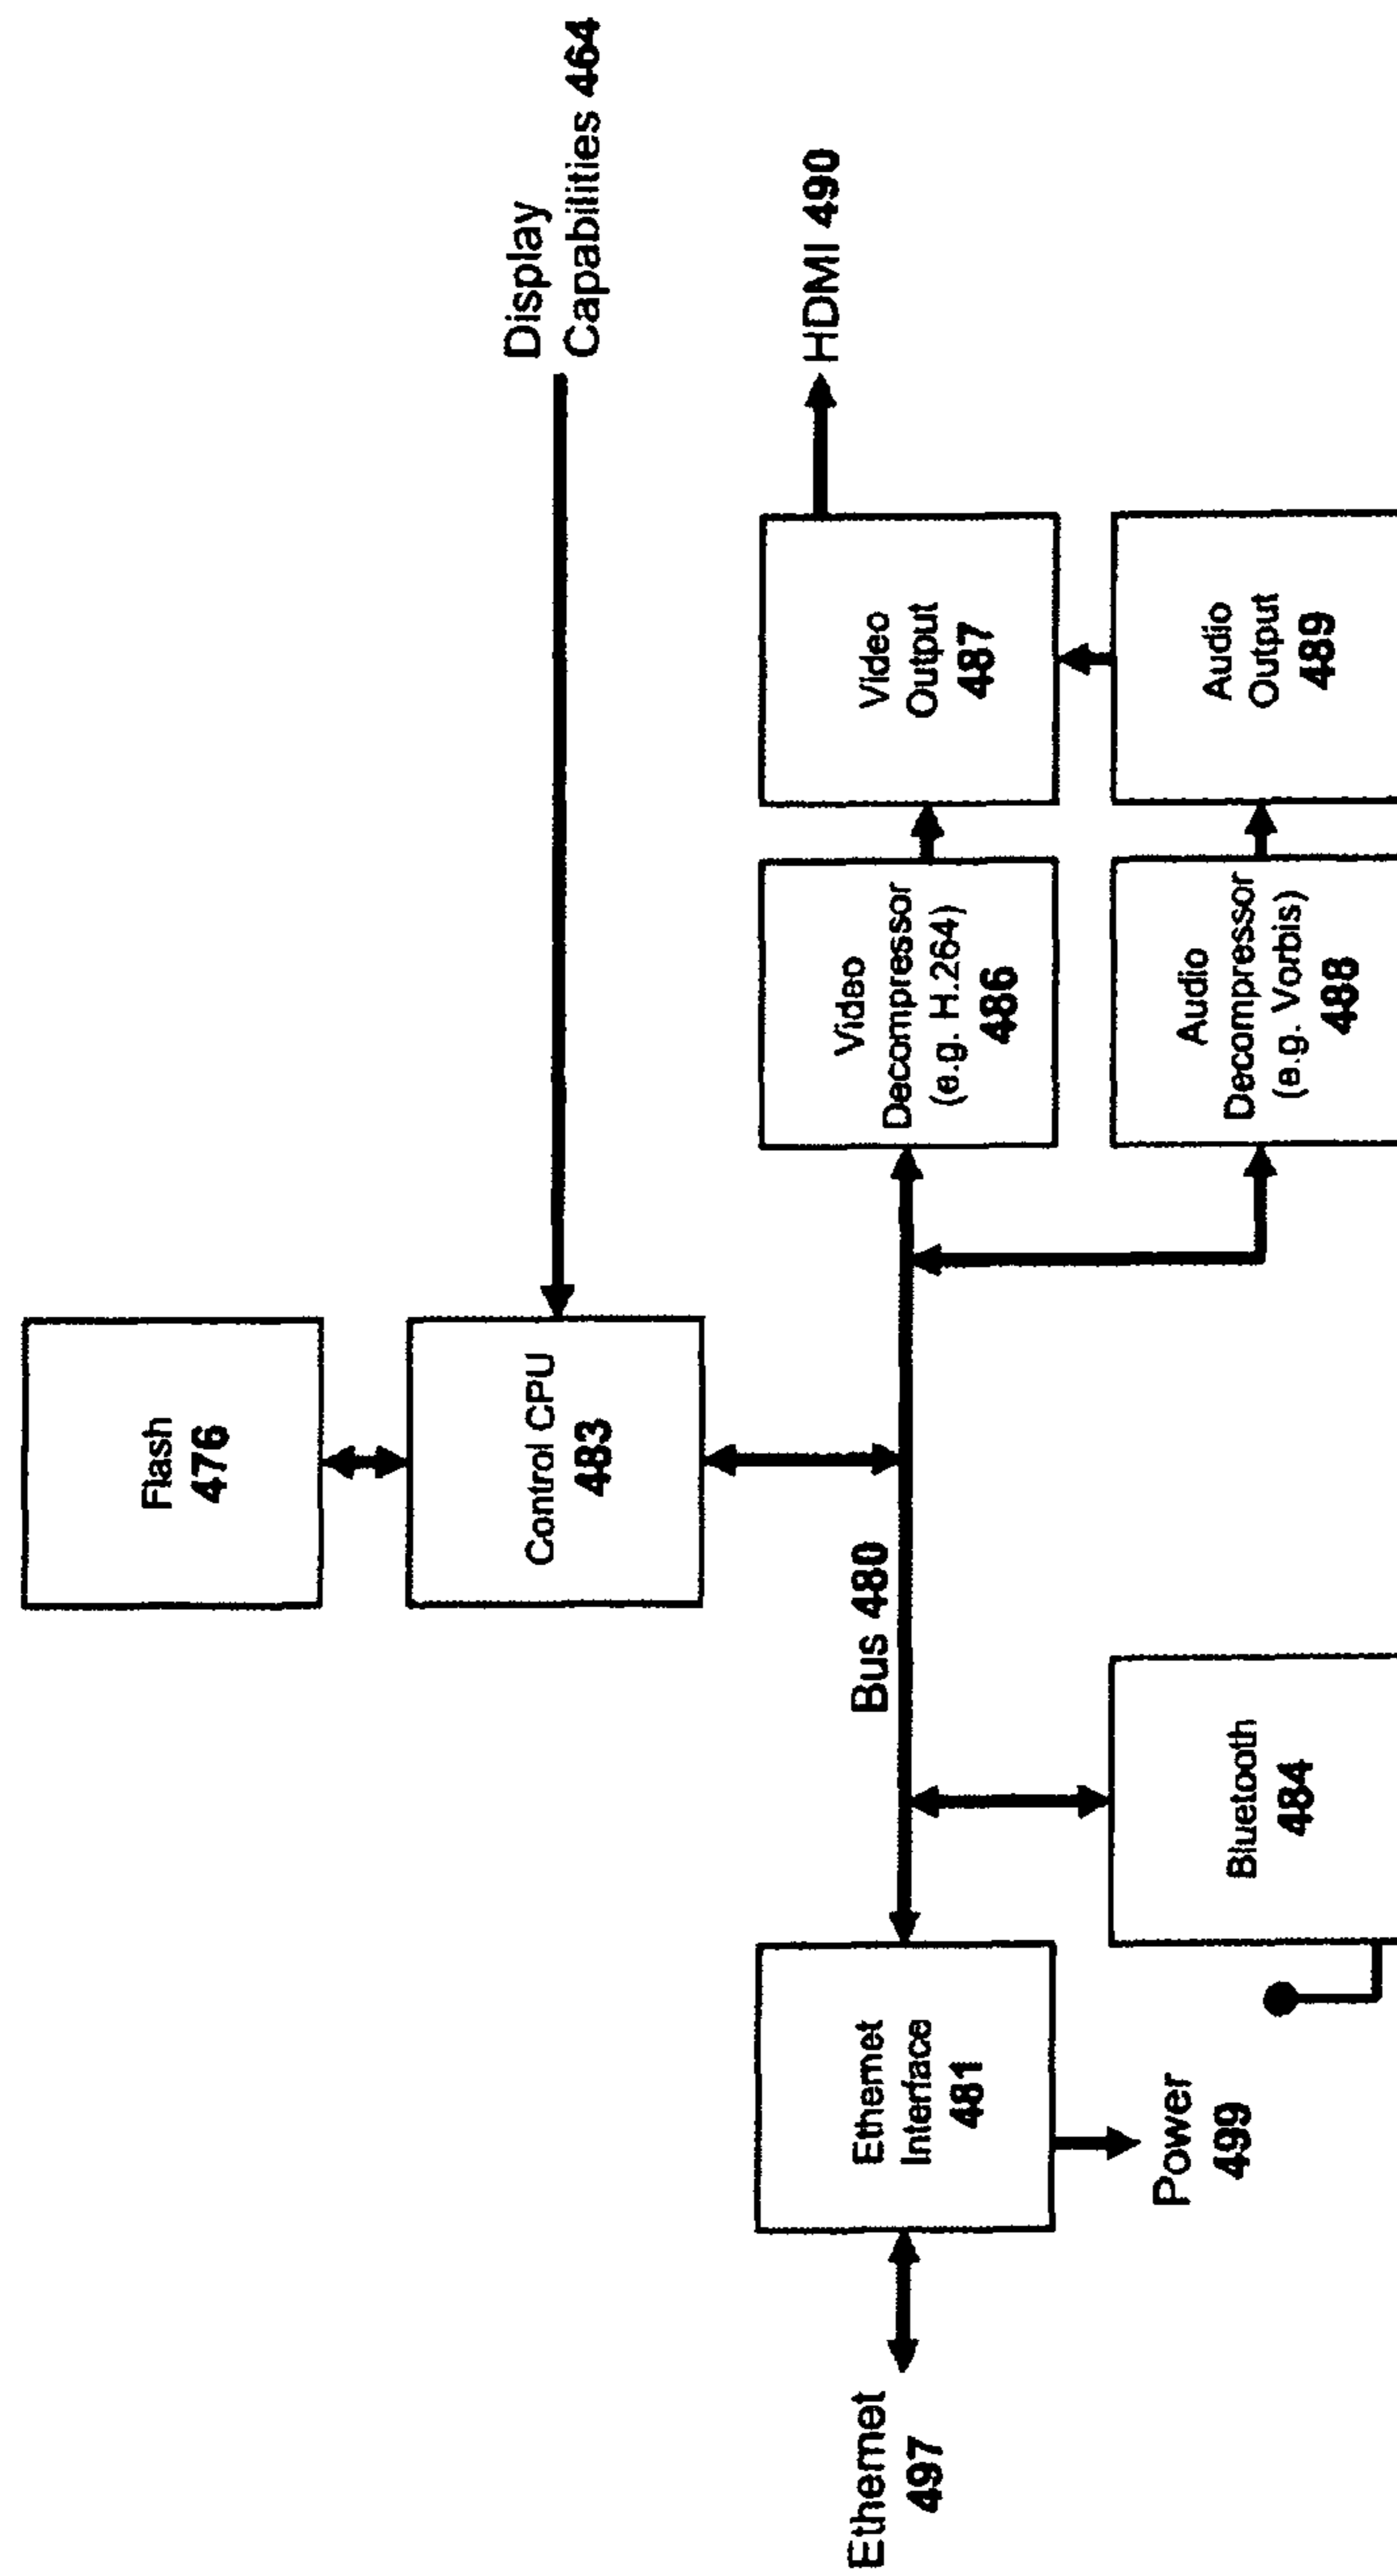 Flash
476
Display
Capabilities 464
Control CPU
483
Bus 480
HDMI 490
Ethernet
497
Ethernet
Interface
481
Video
Decompressor
(e.g. H.264)
486
Video
Output
487
Power
499
Bluetooth
484
Audio
Decompressor
(e.g. Vorbis)
488
Audio
Output
489